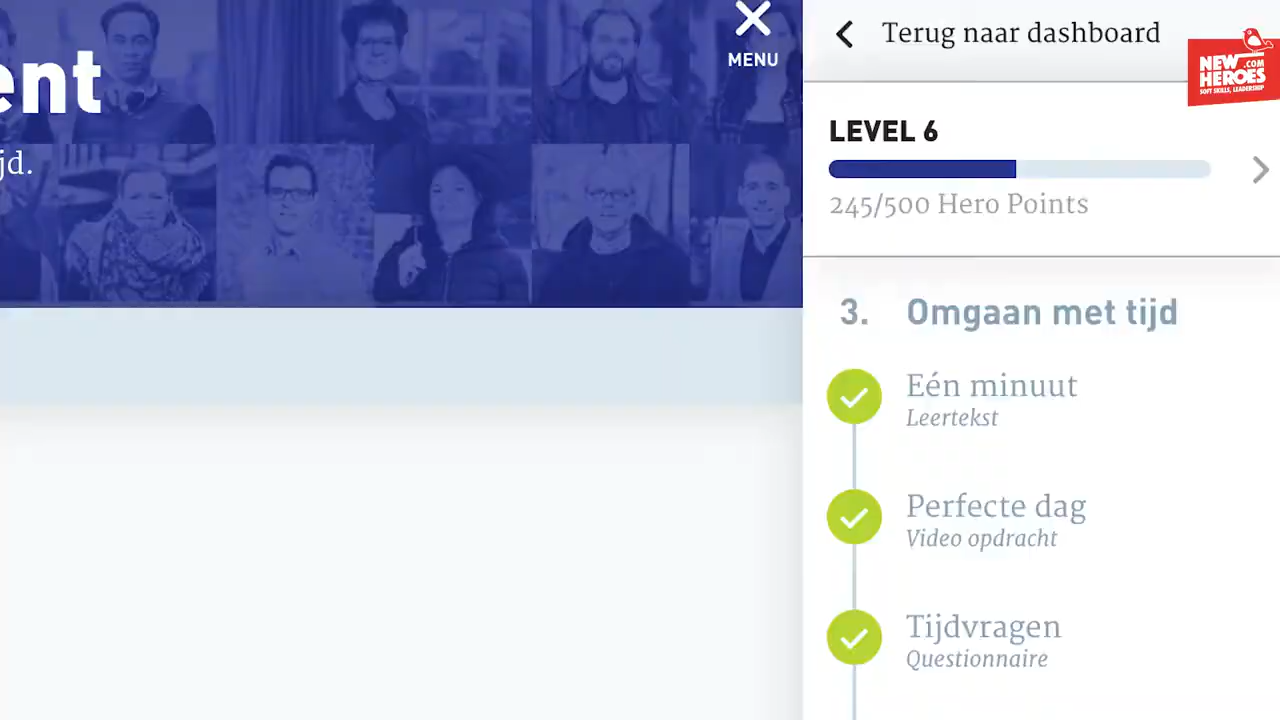 ent
jd.
MENU
Terug naar dashboard
NEW
.COM
HEROES
SOFT SKILLS, LEADERSHIP
LEVEL 6
245/500 Hero Points
3. Omgaan met tijd
Eén minuut
Leertekst
Perfecte dag
Video opdracht
Tijdvragen
Questionnaire